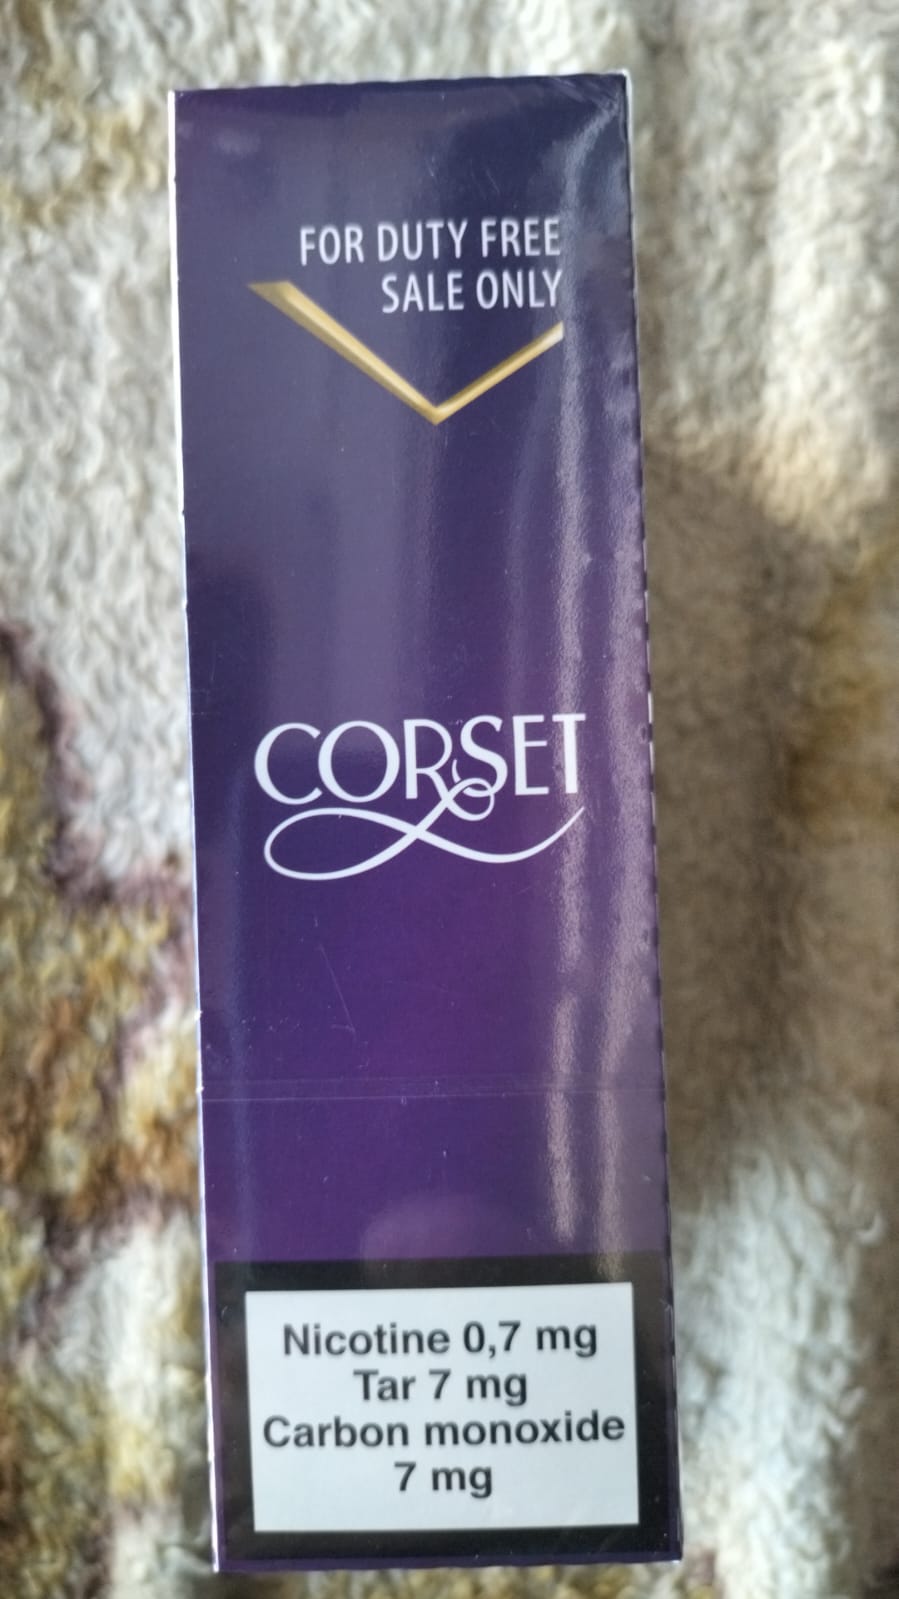 FOR DUTY FREE
SALE ONLY
CORSET
Nicotine 0,7 mg
Tar 7 mg
Carbon monoxide
7 mg